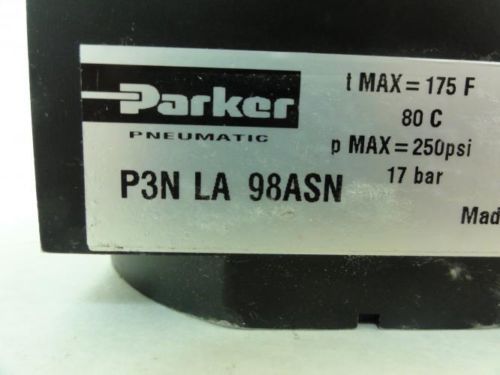 Parker
PNEUMATIC
P3N LA 98ASN
t MAX = 175 F
80 C
p MAX = 250psi
17 bar
Mad